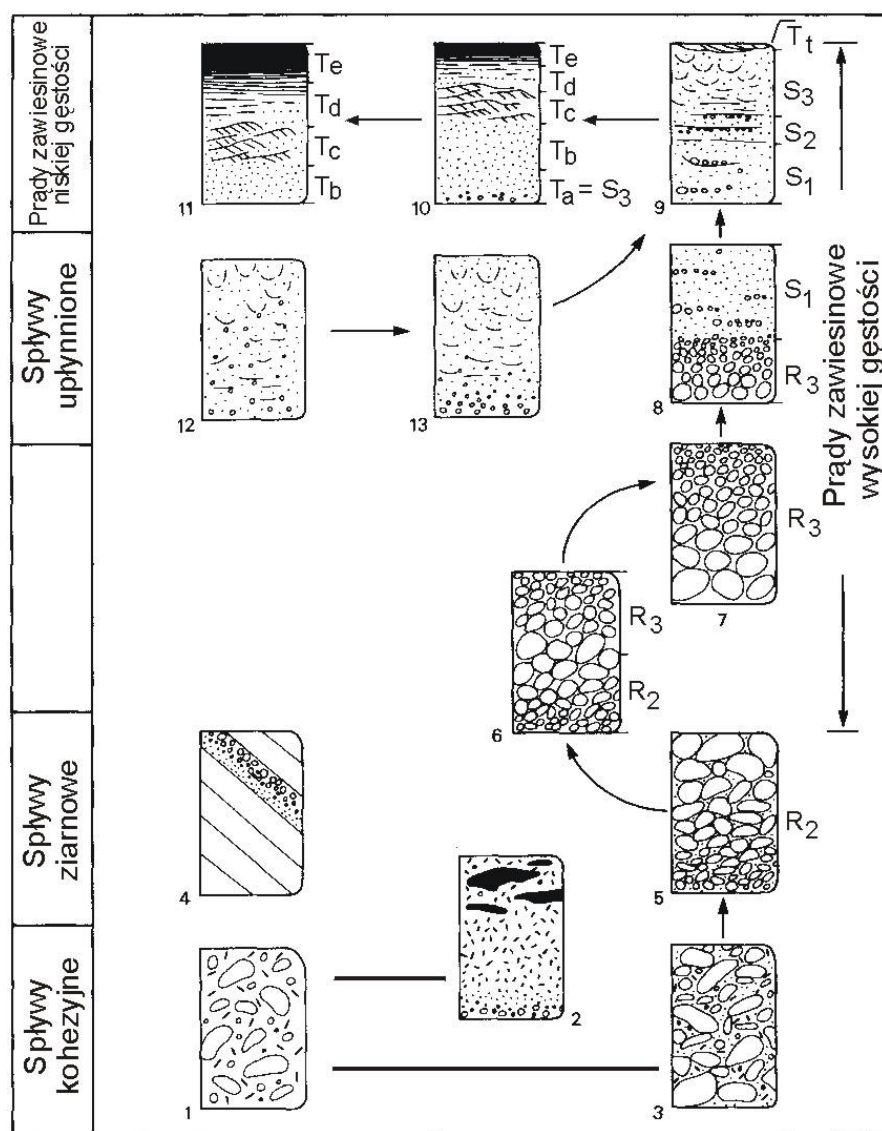 Prądy zawiesinowe
niskiej gęstości
Te
Td
Tc
Tb
11
Te
Td
Tc
Tb
Ta = S3
10
Tt
S3
S2
S1
9
Spływy
upłynnione
12
13
S1
R3
8
Prądy zawiesinowe
wysokiej gęstości
R3
7
R3
R2
6
Spływy
ziarnowe
4
R2
5
Spływy
kohezyjne
1
2
3